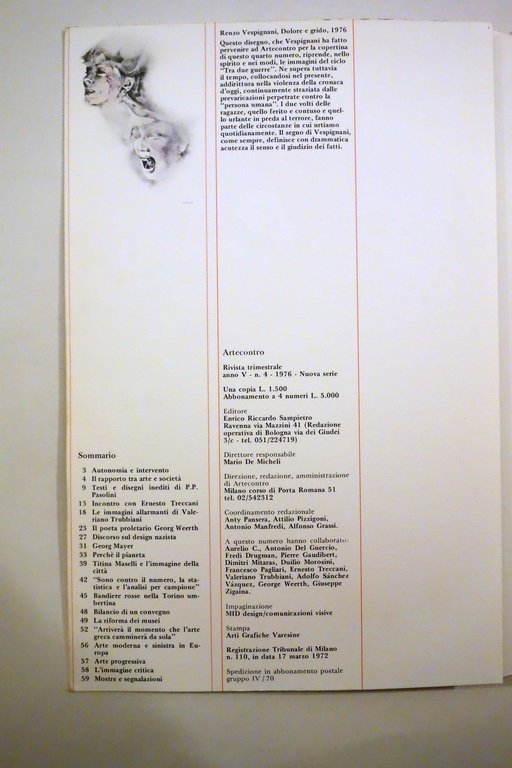 Renzo Vespignani, Dolore e grido, 1976
Questo disegno, che Vespignani ha fatto
pervenire ad Artecontro per la copertina
di questo quarto numero, riprende, nello
spirito e nei modi, le immagini del ciclo
"Tra due guerre". Ne supera tuttavia
il tempo, collocandosi nel presente,
addirittura nella violenza della cronaca
d'oggi, continuamente straziata dalle
prevaricazioni perpetrate contro la
"persona umana". I due volti delle
ragazze, quello ferito e contuso e quel-
lo urlante in preda al terrore, fanno
parte delle circostanze in cui urtiamo
quotidianamente. Il segno di Vespignani,
come sempre, definisce con drammatica
acutezza il senso e il giudizio dei fatti.
Artecontro
Rivista trimestrale
anno V - n. 4 - 1976 - Nuova serie
Una copia L. 1.500
Abbonamento a 4 numeri L. 5.000
Editore
Enrico Riccardo Sampietro
Ravenna via Mazzini 41 (Redazione
operativa di Bologna via dei Giudei
3/c - tel. 051/224719)
Direttore responsabile
Mario De Micheli
Direzione, redazione, amministrazione
di Artecontro
Milano corso di Porta Romana 51
tel. 02/542312
Coordinamento redazionale
Anty Pansera, Attilio Pizzigoni,
Antonio Manfredi, Alfonso Grassi.
A questo numero hanno collaborato:
Aurelio C., Antonio Del Guercio,
Fredi Drugman, Pierre Gaudibert,
Dimitri Mitaras, Duilio Morosini,
Francesco Pagliari, Ernesto Treccani,
Valeriano Trubbiani, Adolfo Sánchez
Vázquez, George Weerth, Giuseppe
Zigaina.
Impaginazione
MID design/comunicazioni visive
Stampa
Arti Grafiche Varesine
Registrazione Tribunale di Milano
n. 110, in data 17 marzo 1972
Spedizione in abbonamento postale
gruppo IV/70
Sommario
3 Autonomia e intervento
4 Il rapporto tra arte e società
9 Testi e disegni inediti di P.P.
Pasolini
13 Incontro con Ernesto Treccani
18 Le immagini allarmanti di Vale-
riano Trubbiani
23 Il poeta proletario Georg Weerth
27 Discorso sul design nazista
31 Georg Mayer
33 Perchè il pianeta
39 Titina Maselli e l'immagine della
città
42 "Sono contro il numero, la sta-
tistica e l'analisi per campione"
45 Bandiere rosse nella Torino um-
bertina
48 Bilancio di un convegno
49 La riforma dei musei
52 "Arriverà il momento che l'arte
greca camminerà da sola"
56 Arte moderna e sinistra in Eu-
ropa
57 Arte progressiva
58 L'immagine critica
59 Mostre e segnalazioni